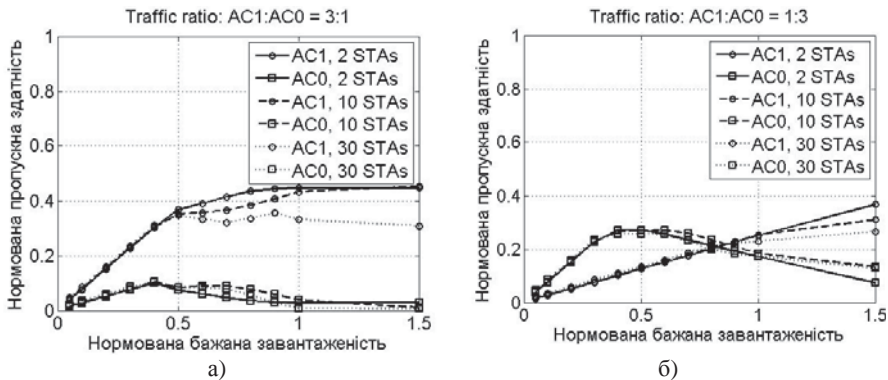 Traffic ratio: AC1:AC0 = 3:1
Нормована пропускна здатність
1
0.8
0.6
0.4
0.2
0
AC1, 2 STAs
AC0, 2 STAs
AC1, 10 STAs
AC0, 10 STAs
AC1, 30 STAs
AC0, 30 STAs
0 0.5 1 1.5
Нормована бажана завантаженість
а)
Traffic ratio: AC1:AC0 = 1:3
Нормована пропускна здатність
1
0.8
0.6
0.4
0.2
0
AC1, 2 STAs
AC0, 2 STAs
AC1, 10 STAs
AC0, 10 STAs
AC1, 30 STAs
AC0, 30 STAs
0 0.5 1 1.5
Нормована бажана завантаженість
б)